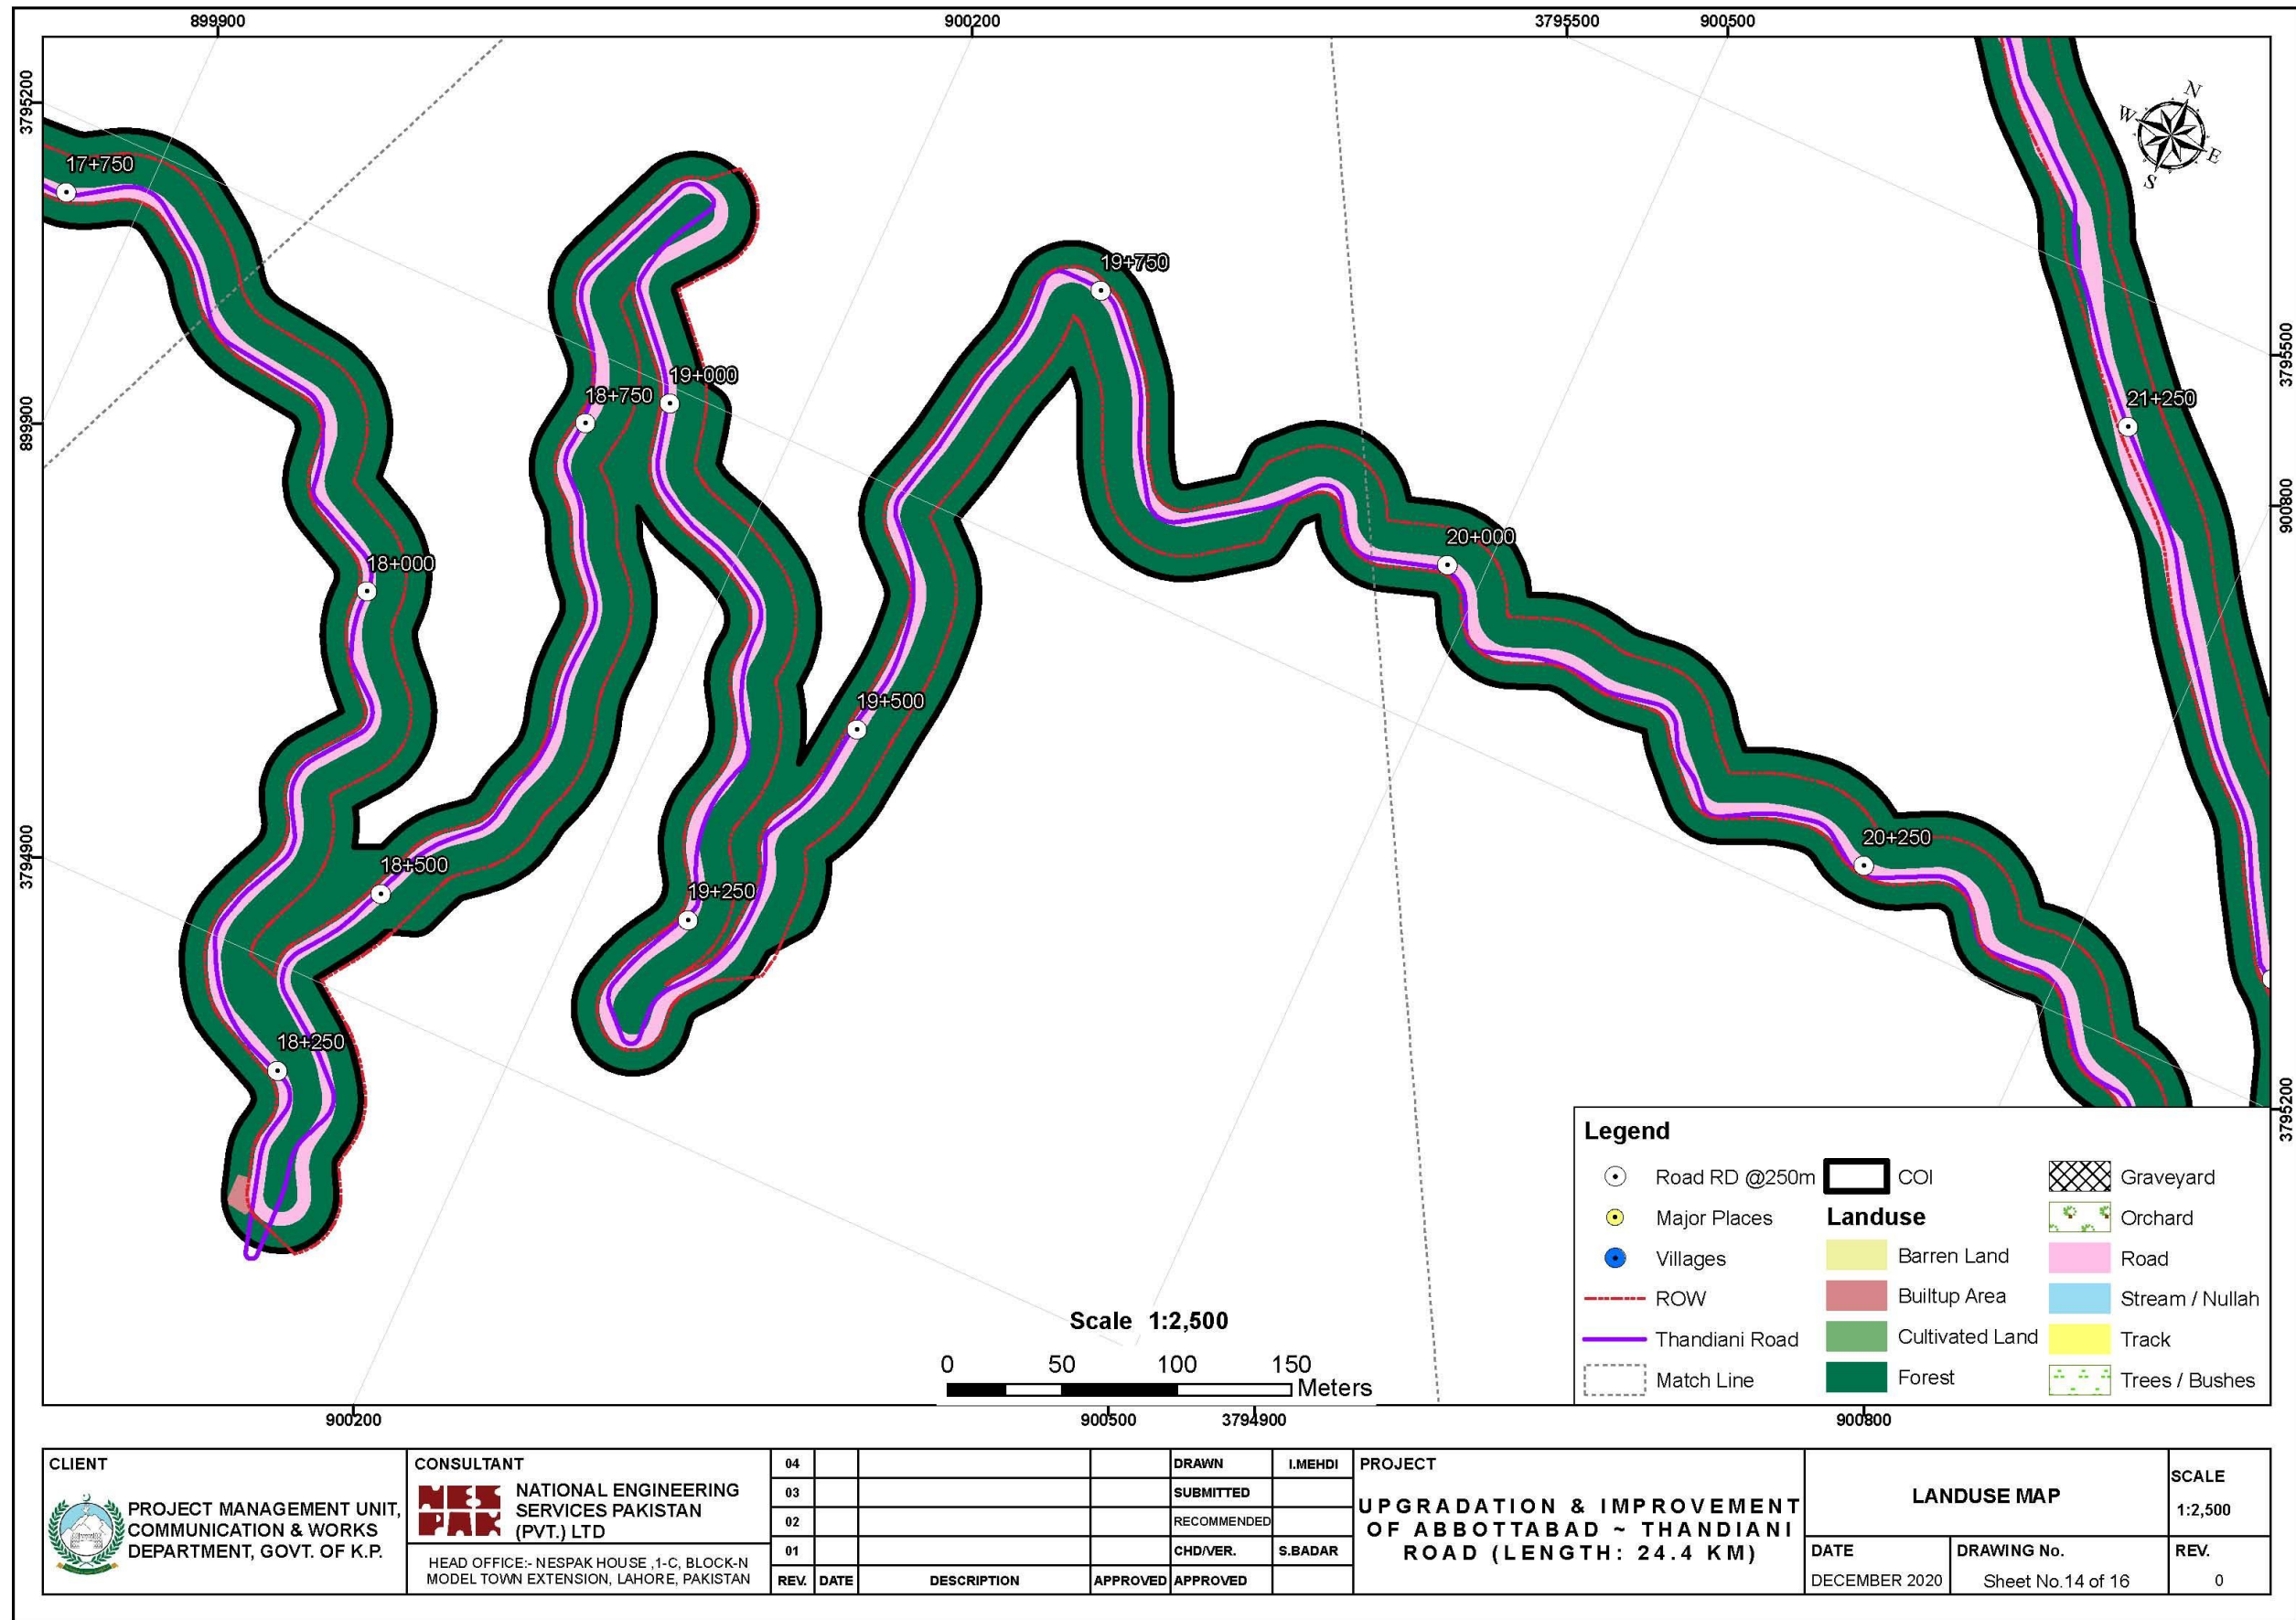 899900
900200
3795500
900500
3795200
899900
3794900
3795500
900800
3795200
N
W
E
S
17+750
18+000
18+250
18+500
18+750
19+000
19+250
19+500
19+750
20+000
20+250
21+250
Scale 1:2,500
0 50 100 150
Meters
Legend
Road RD @250m
Major Places
Villages
ROW
Thandiani Road
Match Line
COI
Landuse
Barren Land
Builtup Area
Cultivated Land
Forest
Graveyard
Orchard
Road
Stream / Nullah
Track
Trees / Bushes
900200
900500
3794900
900800
CLIENT
PROJECT MANAGEMENT UNIT,
COMMUNICATION & WORKS
DEPARTMENT, GOVT. OF K.P.
CONSULTANT
NES
PAK
NATIONAL ENGINEERING
SERVICES PAKISTAN
(PVT.) LTD
HEAD OFFICE:- NESPAK HOUSE ,1-C, BLOCK-N
MODEL TOWN EXTENSION, LAHORE, PAKISTAN
04
03
02
01
REV. DATE DESCRIPTION APPROVED
DRAWN I.MEHDI
SUBMITTED
RECOMMENDED
CHD/VER. S.BADAR
APPROVED
PROJECT
UPGRADATION & IMPROVEMENT
OF ABBOTTABAD ~ THANDIANI
ROAD (LENGTH: 24.4 KM)
LANDUSE MAP
SCALE
1:2,500
DATE
DECEMBER 2020
DRAWING No.
Sheet No.14 of 16
REV.
0